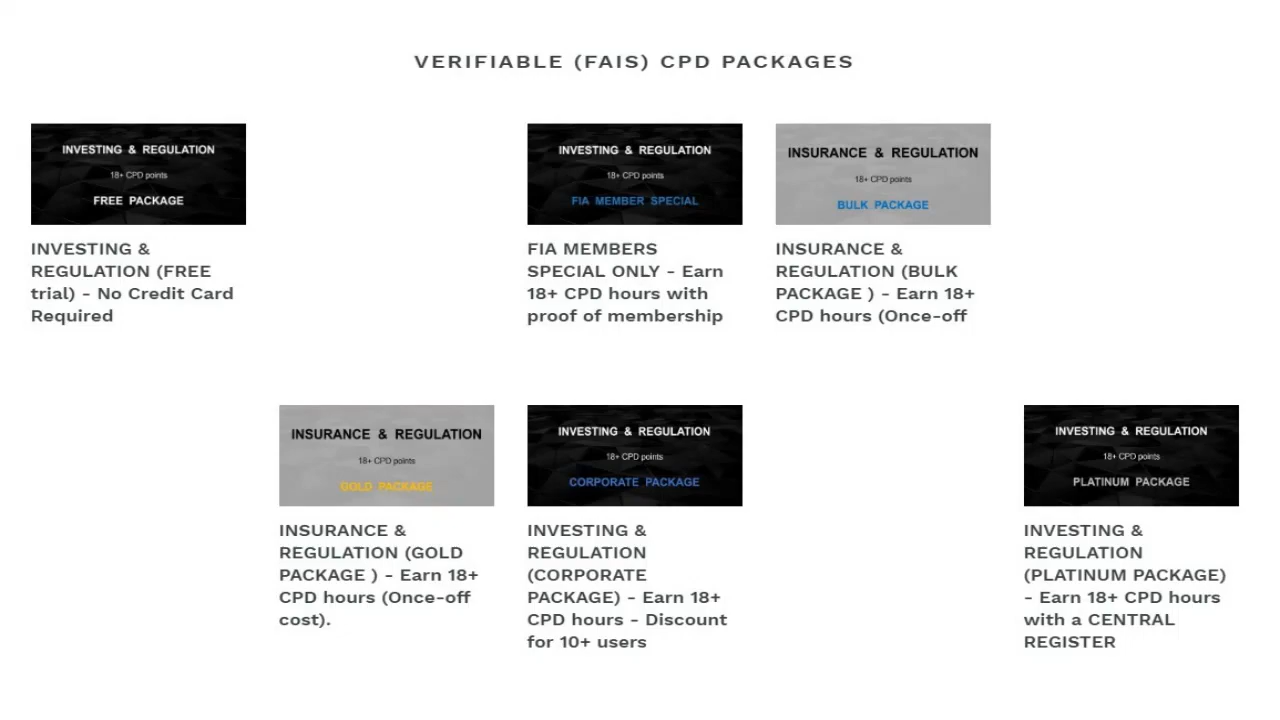 VERIFIABLE (FAIS) CPD PACKAGES
INVESTING & REGULATION
18+ CPD points
FREE PACKAGE
INVESTING &
REGULATION (FREE
trial) - No Credit Card
Required
INVESTING & REGULATION
18+ CPD points
FIA MEMBER SPECIAL
FIA MEMBERS
SPECIAL ONLY - Earn
18+ CPD hours with
proof of membership
INSURANCE & REGULATION
18+ CPD points
BULK PACKAGE
INSURANCE &
REGULATION (BULK
PACKAGE ) - Earn 18+
CPD hours (Once-off
INSURANCE & REGULATION
18+ CPD points
GOLD PACKAGE
INSURANCE &
REGULATION (GOLD
PACKAGE ) - Earn 18+
CPD hours (Once-off
cost).
INVESTING & REGULATION
18+ CPD points
CORPORATE PACKAGE
INVESTING &
REGULATION
(CORPORATE
PACKAGE) - Earn 18+
CPD hours - Discount
for 10+ users
INVESTING & REGULATION
18+ CPD points
PLATINUM PACKAGE
INVESTING &
REGULATION
(PLATINUM PACKAGE)
- Earn 18+ CPD hours
with a CENTRAL
REGISTER